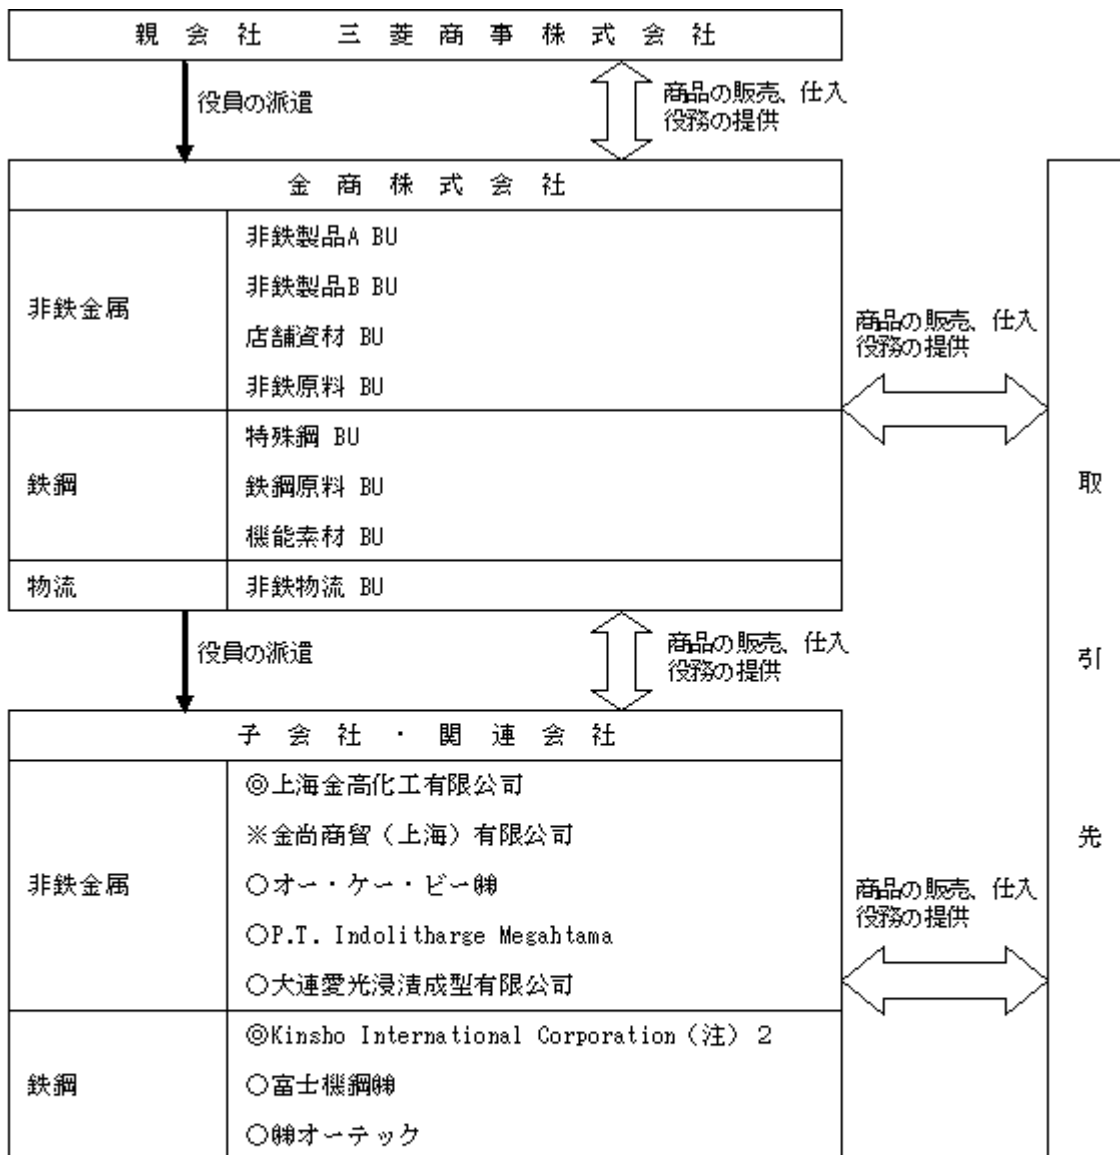 親会社 三菱商事株式会社
役員の派遣
商品の販売、仕入
役務の提供
金商株式会社
非鉄金属
非鉄製品A BU
非鉄製品B BU
店舗資材 BU
非鉄原料 BU
鉄鋼
特殊鋼 BU
鉄鋼原料 BU
機能素材 BU
物流
非鉄物流 BU
商品の販売、仕入
役務の提供
取引先
役員の派遣
商品の販売、仕入
役務の提供
子会社・関連会社
非鉄金属
◎上海金高化工有限公司
※金尚商貿（上海）有限公司
○オー・ケー・ビー㈱
○P.T. Indolitharge Megahtama
○大連愛光浸漬成型有限公司
鉄鋼
◎Kinsho International Corporation（注）2
○富士機鋼㈱
○㈱オーテック
商品の販売、仕入
役務の提供